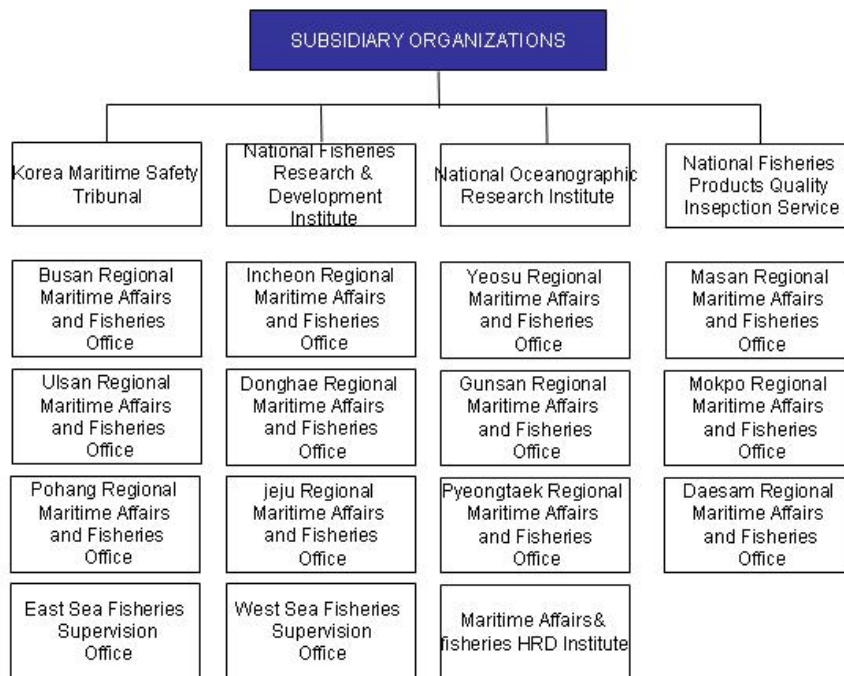 SUBSIDIARY ORGANIZATIONS
Korea Maritime Safety
Tribunal
National Fisheries
Research &
Development
Institute
National Oceanographic
Research Institute
National Fisheries
Products Quality
Insepction Service
Busan Regional
Maritime Affairs
and Fisheries
Office
Incheon Regional
Maritime Affairs
and Fisheries
Office
Yeosu Regional
Maritime Affairs
and Fisheries
Office
Masan Regional
Maritime Affairs
and Fisheries
Office
Ulsan Regional
Maritime Affairs
and Fisheries
Office
Donghae Regional
Maritime Affairs
and Fisheries
Office
Gunsan Regional
Maritime Affairs
and Fisheries
Office
Mokpo Regional
Maritime Affairs
and Fisheries
Office
Pohang Regional
Maritime Affairs
and Fisheries
Office
jeju Regional
Maritime Affairs
and Fisheries
Office
Pyeongtaek Regional
Maritime Affairs
and Fisheries
Office
Daesam Regional
Maritime Affairs
and Fisheries
Office
East Sea Fisheries
Supervision
Office
West Sea Fisheries
Supervision
Office
Maritime Affairs&
fisheries HRD Institute